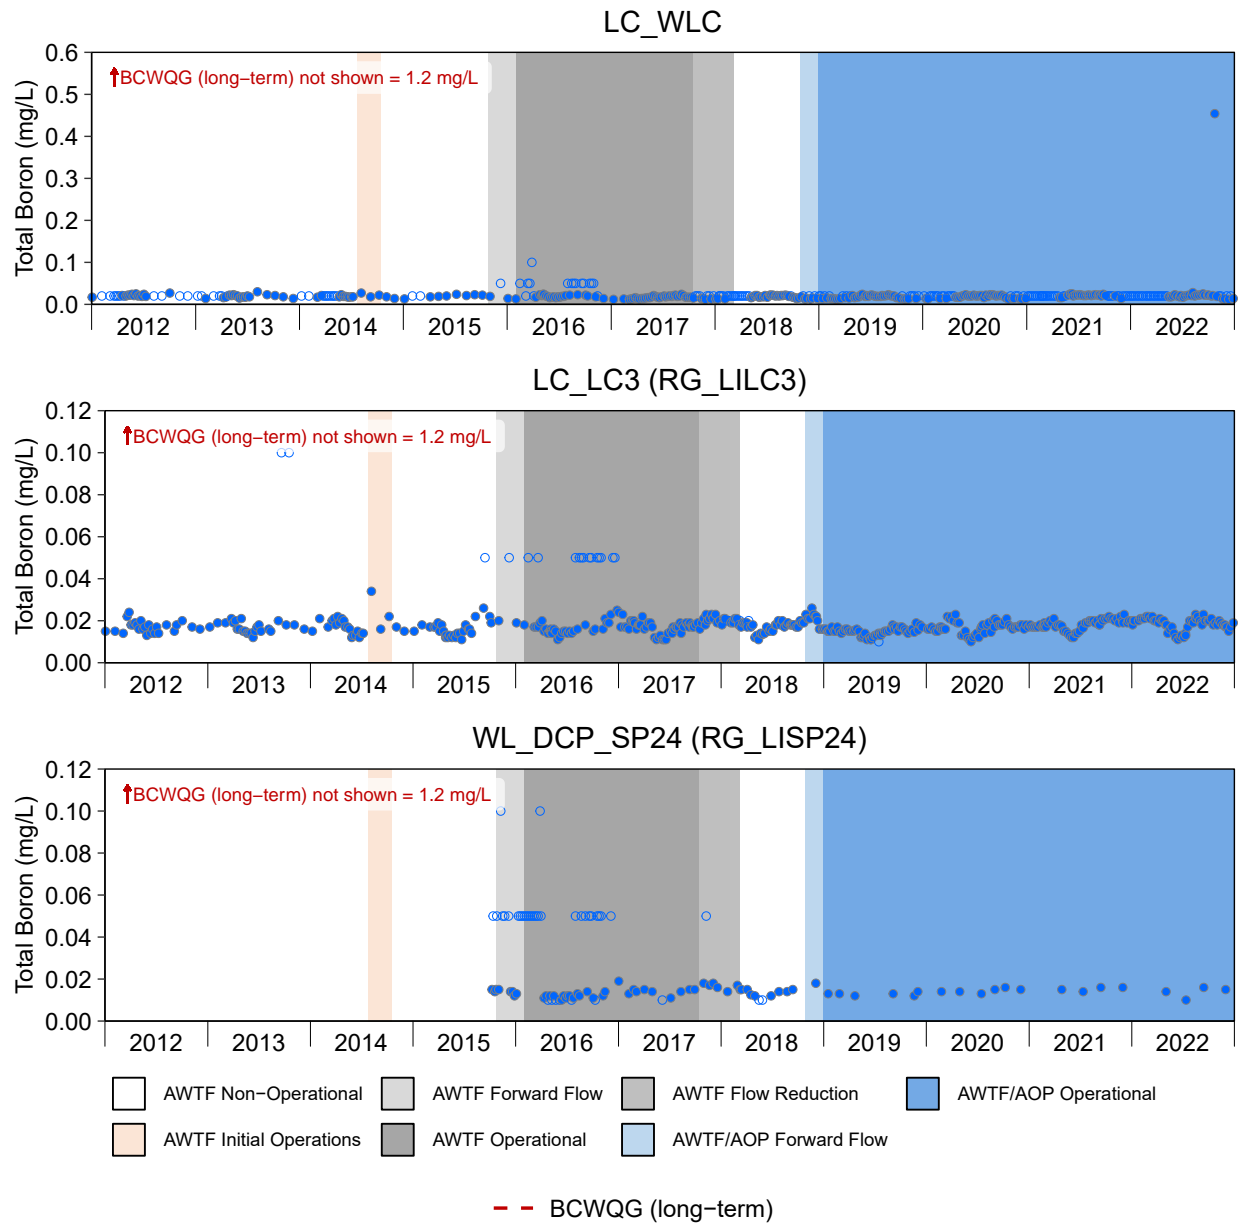 LC_WLC
Total Boron (mg/L)
0.6
0.5
0.4
0.3
0.2
0.1
0.0
BCWQG (long−term) not shown = 1.2 mg/L
2012 2013 2014 2015 2016 2017 2018 2019 2020 2021 2022
LC_LC3 (RG_LILC3)
Total Boron (mg/L)
0.12
0.10
0.08
0.06
0.04
0.02
0.00
BCWQG (long−term) not shown = 1.2 mg/L
2012 2013 2014 2015 2016 2017 2018 2019 2020 2021 2022
WL_DCP_SP24 (RG_LISP24)
Total Boron (mg/L)
0.12
0.10
0.08
0.06
0.04
0.02
0.00
BCWQG (long−term) not shown = 1.2 mg/L
2012 2013 2014 2015 2016 2017 2018 2019 2020 2021 2022
AWTF Non−Operational AWTF Forward Flow AWTF Flow Reduction AWTF/AOP Operational
AWTF Initial Operations AWTF Operational AWTF/AOP Forward Flow
BCWQG (long−term)